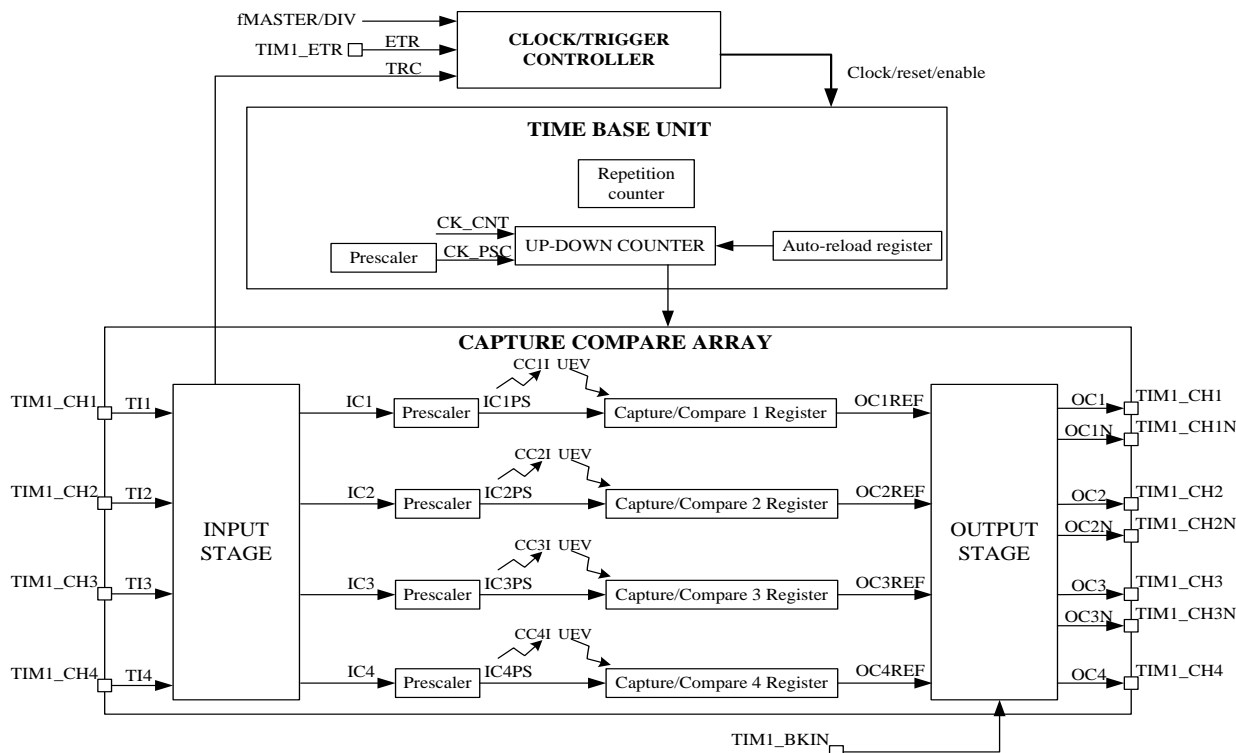 fMASTER/DIV
TIM1_ETR
ETR
TRC
CLOCK/TRIGGER
CONTROLLER
Clock/reset/enable
TIME BASE UNIT
Repetition
counter
CK_CNT
Prescaler
CK_PSC
UP-DOWN COUNTER
Auto-reload register
CAPTURE COMPARE ARRAY
TIM1_CH1
TI1
IC1
Prescaler
IC1PS
CC1I
UEV
Capture/Compare 1 Register
OC1REF
OC1
TIM1_CH1
OC1N
TIM1_CH1N
TIM1_CH2
TI2
IC2
Prescaler
IC2PS
CC2I
UEV
Capture/Compare 2 Register
OC2REF
OC2
TIM1_CH2
OC2N
TIM1_CH2N
INPUT
STAGE
OUTPUT
STAGE
TIM1_CH3
TI3
IC3
Prescaler
IC3PS
CC3I
UEV
Capture/Compare 3 Register
OC3REF
OC3
TIM1_CH3
OC3N
TIM1_CH3N
TIM1_CH4
TI4
IC4
Prescaler
IC4PS
CC4I
UEV
Capture/Compare 4 Register
OC4REF
OC4
TIM1_CH4
TIM1_BKIN